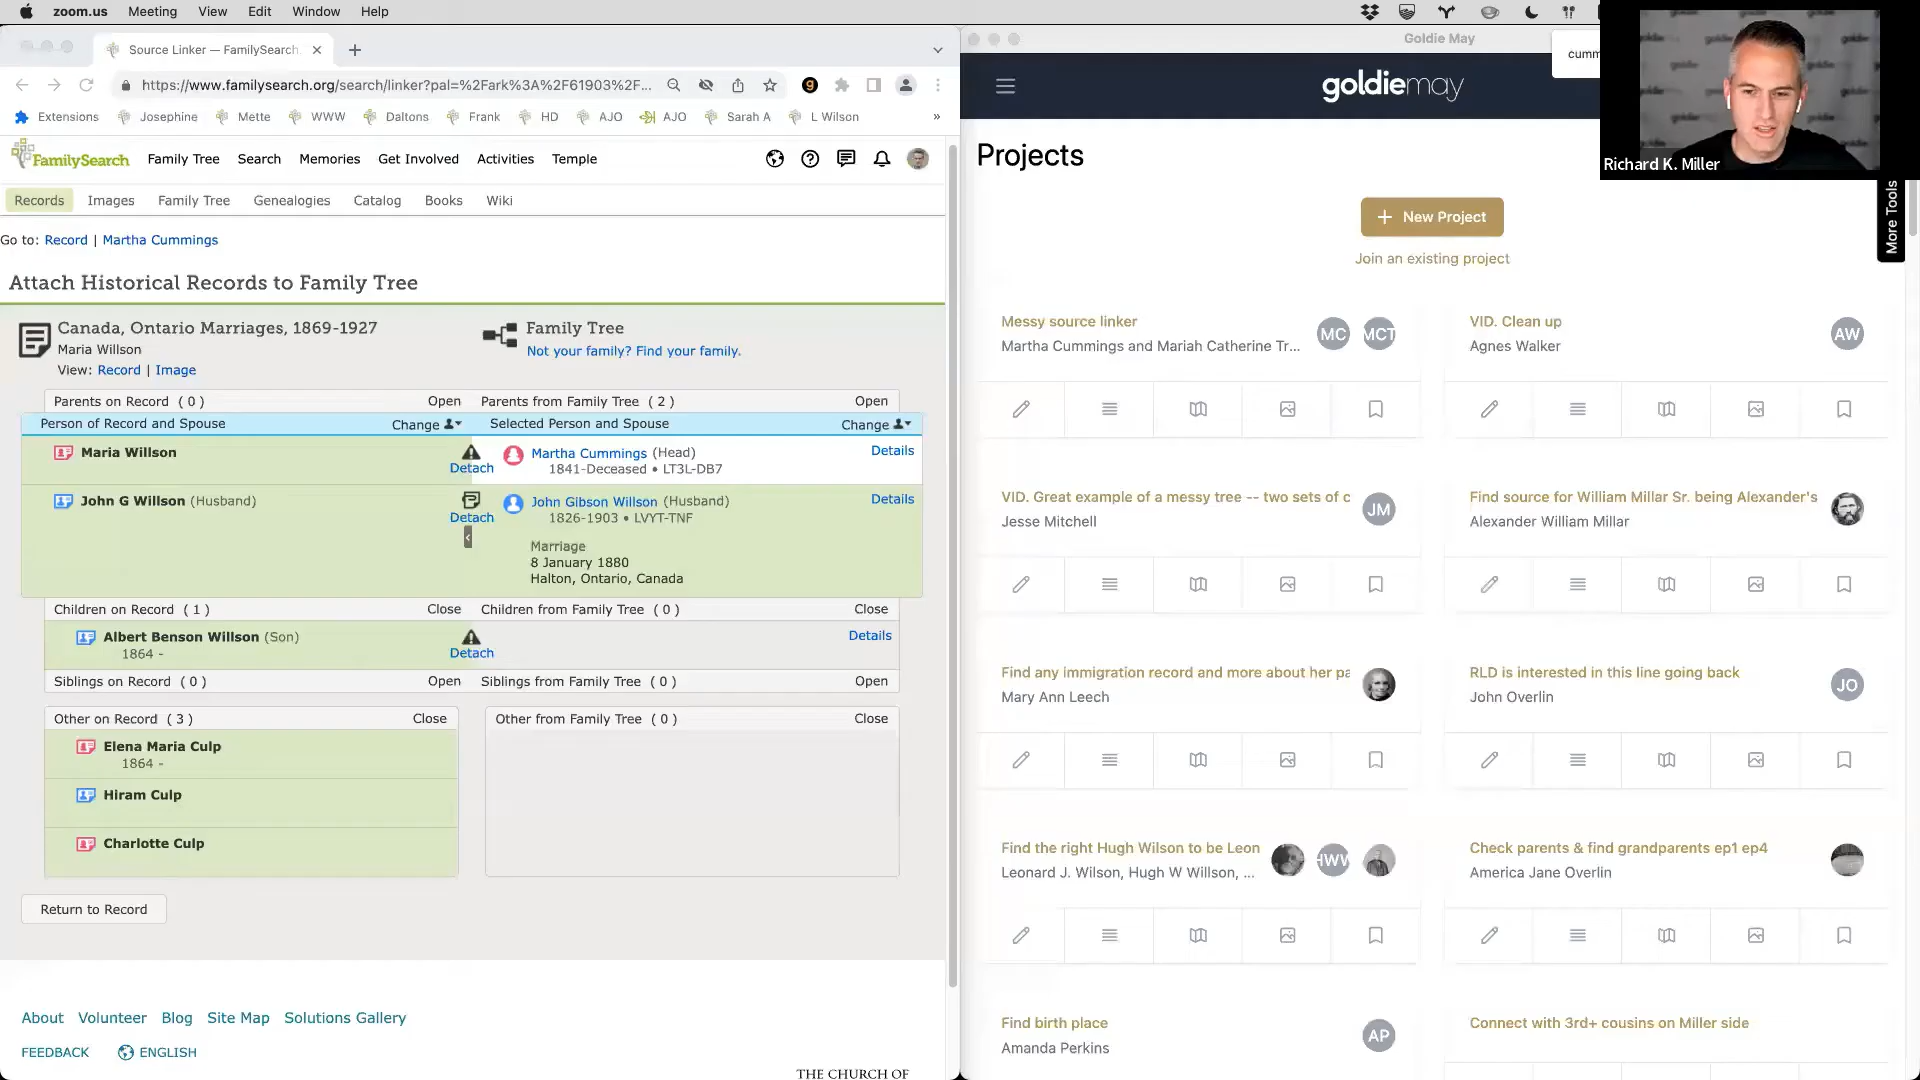 zoom.us Meeting View Edit Window Help
Source Linker — FamilySearch
https://www.familysearch.org/search/linker?pal=%2Fark%3A%2F61903%2F...
Extensions Josephine Mette WWW Daltons Frank HD AJO AJO Sarah A L Wilson »
FamilySearch Family Tree Search Memories Get Involved Activities Temple
Records Images Family Tree Genealogies Catalog Books Wiki
Go to: Record | Martha Cummings
Attach Historical Records to Family Tree
Canada, Ontario Marriages, 1869-1927
Maria Willson
View: Record | Image
Family Tree
Not your family? Find your family.
Parents on Record ( 0 ) Open Parents from Family Tree ( 2 ) Open
Person of Record and Spouse Change Selected Person and Spouse Change
Maria Willson Detach Martha Cummings (Head) Details
1841-Deceased • LT3L-DB7
John G Willson (Husband) Detach John Gibson Willson (Husband) Details
1826-1903 • LVYT-TNF
Marriage
8 January 1880
Halton, Ontario, Canada
Children on Record ( 1 ) Close Children from Family Tree ( 0 ) Close
Albert Benson Willson (Son) Details
1864 - Detach
Siblings on Record ( 0 ) Open Siblings from Family Tree ( 0 ) Open
Other on Record ( 3 ) Close Other from Family Tree ( 0 ) Close
Elena Maria Culp
1864 -
Hiram Culp
Charlotte Culp
Return to Record
About Volunteer Blog Site Map Solutions Gallery
FEEDBACK ENGLISH
THE CHURCH OF
Goldie May
cumm
goldiemay
Richard K. Miller
More Tools
Projects
+ New Project
Join an existing project
Messy source linker
Martha Cummings and Mariah Catherine Tr...
MC MCT
VID. Clean up
Agnes Walker
AW
VID. Great example of a messy tree -- two sets of c
Jesse Mitchell
JM
Find source for William Millar Sr. being Alexander's
Alexander William Millar
Find any immigration record and more about her pa
Mary Ann Leech
RLD is interested in this line going back
John Overlin
JO
Find the right Hugh Wilson to be Leon
Leonard J. Wilson, Hugh W Willson, ...
HWW
Check parents & find grandparents ep1 ep4
America Jane Overlin
Find birth place
Amanda Perkins
AP
Connect with 3rd+ cousins on Miller side